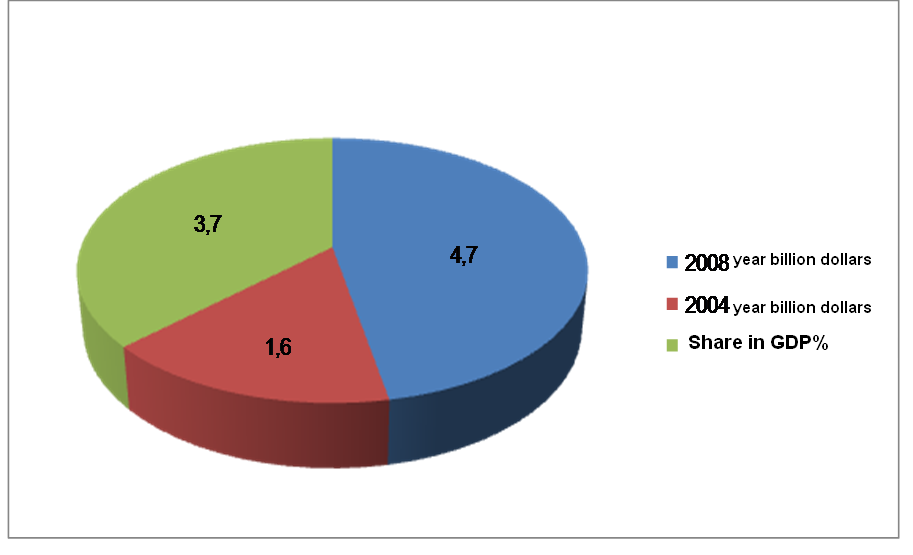 3,7
4,7
1,6
2008 year billion dollars
2004 year billion dollars
Share in GDP%